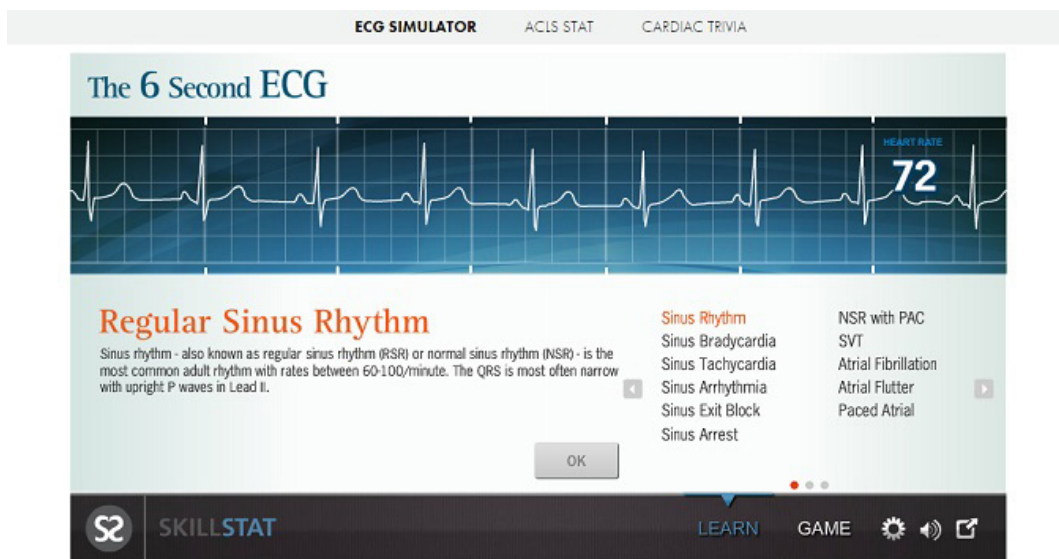 ECG SIMULATOR ACLS STAT CARDIAC TRIVIA
The 6 Second ECG
HEART RATE
72
Regular Sinus Rhythm
Sinus rhythm - also known as regular sinus rhythm (RSR) or normal sinus rhythm (NSR) - is the
most common adult rhythm with rates between 60-100/minute. The QRS is most often narrow
with upright P waves in Lead II.
OK
Sinus Rhythm
Sinus Bradycardia
Sinus Tachycardia
Sinus Arrhythmia
Sinus Exit Block
Sinus Arrest
NSR with PAC
SVT
Atrial Fibrillation
Atrial Flutter
Paced Atrial
SS SKILLSTAT
LEARN GAME